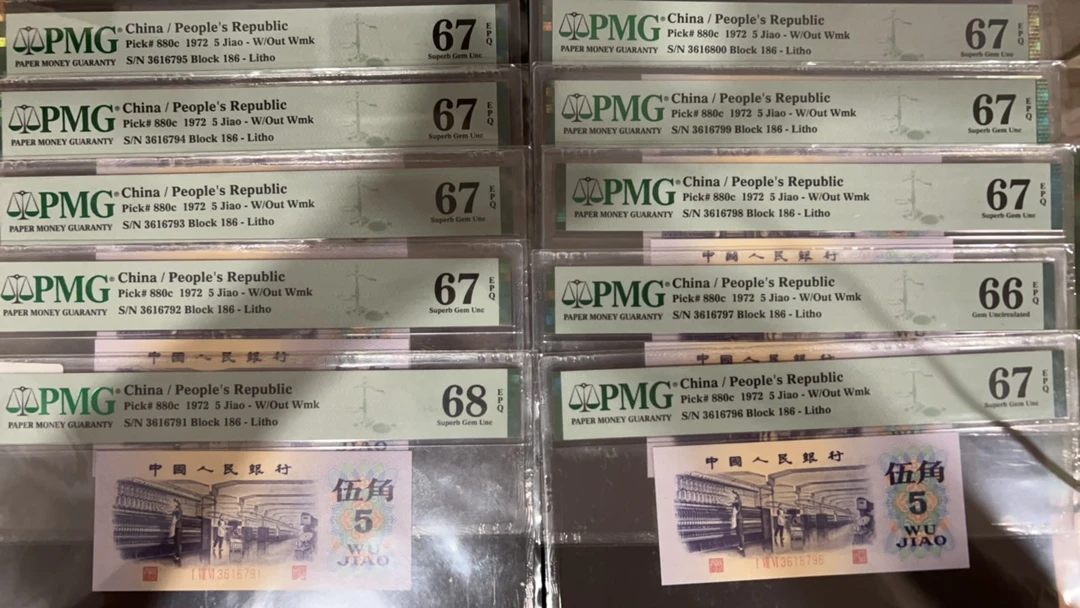 PMG
PAPER MONEY GUARANTY
China / People's Republic
Pick# 880c 1972 5 Jiao - W/Out Wmk
S/N 3616795 Block 186 - Litho
67
EPQ
Superb Gem Unc
PMG
PAPER MONEY GUARANTY
China / People's Republic
Pick# 880c 1972 5 Jiao - W/Out Wmk
S/N 3616794 Block 186 - Litho
67
EPQ
Superb Gem Unc
PMG
PAPER MONEY GUARANTY
China / People's Republic
Pick# 880c 1972 5 Jiao - W/Out Wmk
S/N 3616793 Block 186 - Litho
67
EPQ
Superb Gem Unc
PMG
PAPER MONEY GUARANTY
China / People's Republic
Pick# 880c 1972 5 Jiao - W/Out Wmk
S/N 3616792 Block 186 - Litho
67
EPQ
Superb Gem Unc
中國人民銀行
PMG
PAPER MONEY GUARANTY
China / People's Republic
Pick# 880c 1972 5 Jiao - W/Out Wmk
S/N 3616791 Block 186 - Litho
68
EPQ
Superb Gem Unc
JIAO
中國人民銀行
伍角
5
WU
JIAO
I VIII VI 3616791
PMG
PAPER MONEY GUARANTY
China / People's Republic
Pick# 880c 1972 5 Jiao - W/Out Wmk
S/N 3616800 Block 186 - Litho
67
EPQ
Superb Gem Unc
PMG
PAPER MONEY GUARANTY
China / People's Republic
Pick# 880c 1972 5 Jiao - W/Out Wmk
S/N 3616799 Block 186 - Litho
67
EPQ
Superb Gem Unc
PMG
PAPER MONEY GUARANTY
China / People's Republic
Pick# 880c 1972 5 Jiao - W/Out Wmk
S/N 3616798 Block 186 - Litho
67
EPQ
Superb Gem Unc
中國人民銀行
PMG
PAPER MONEY GUARANTY
China / People's Republic
Pick# 880c 1972 5 Jiao - W/Out Wmk
S/N 3616797 Block 186 - Litho
66
EPQ
Gem Uncirculated
WU
中國人民銀行
PMG
PAPER MONEY GUARANTY
China / People's Republic
Pick# 880c 1972 5 Jiao - W/Out Wmk
S/N 3616796 Block 186 - Litho
67
EPQ
Superb Gem Unc
中國人民銀行
伍角
5
WU
JIAO
I VIII VI 3616796